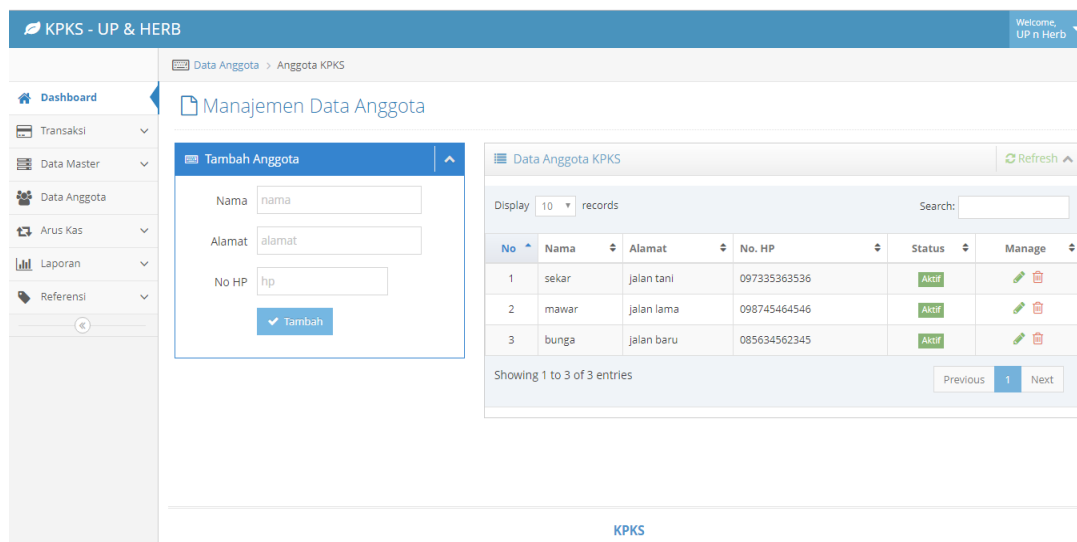 KPKS - UP & HERB
Welcome,
UP n Herb
Data Anggota > Anggota KPKS
Dashboard
Transaksi
Data Master
Data Anggota
Arus Kas
Laporan
Referensi
Manajemen Data Anggota
Tambah Anggota
Nama nama
Alamat alamat
No HP hp
Tambah
Data Anggota KPKS Refresh
Display 10 records Search:
No Nama Alamat No. HP Status Manage
1 sekar jalan tani 097335363536 Aktif
2 mawar jalan lama 098745464546 Aktif
3 bunga jalan baru 085634562345 Aktif
Showing 1 to 3 of 3 entries Previous 1 Next
KPKS